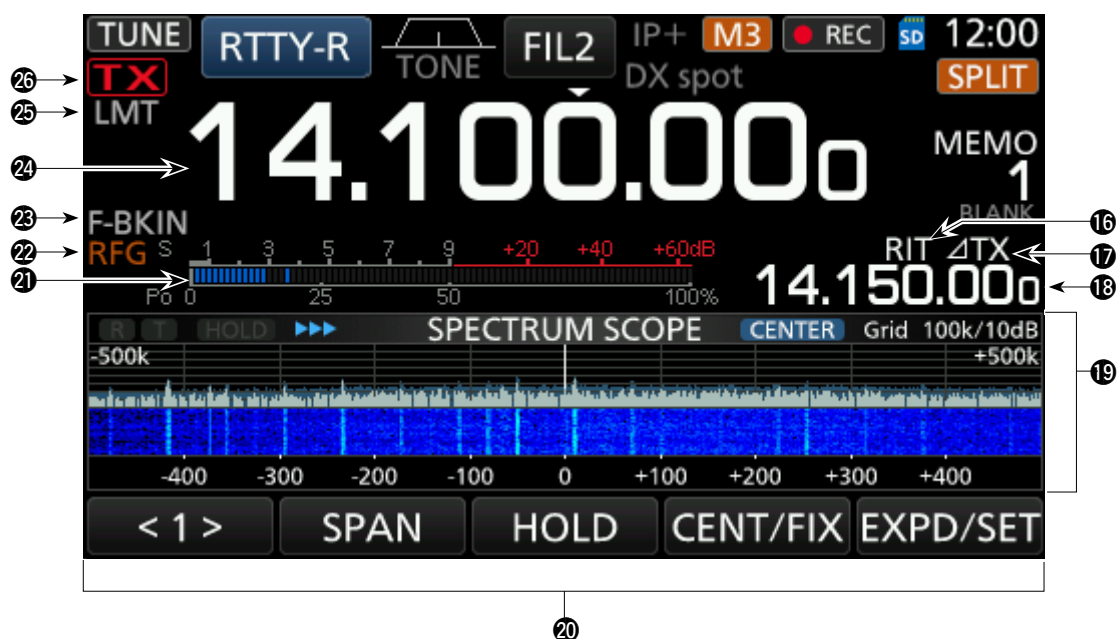 TUNE RTTY-R TONE FIL2 IP+ M3 REC SD 12:00
㉖ TX DX spot SPLIT
㉕ LMT
㉔ 14.100.000 MEMO
1
BLANK
㉓ F-BKIN ⑯
㉒ RFG S 1 3 5 7 9 +20 +40 +60dB RIT ⊿TX ⑰
㉑ 14.150.000 ⑱
Po 0 25 50 100%
R T HOLD SPECTRUM SCOPE CENTER Grid 100k/10dB
-500k +500k
⑲
-400 -300 -200 -100 0 +100 +200 +300 +400
< 1 > SPAN HOLD CENT/FIX EXPD/SET
⑳